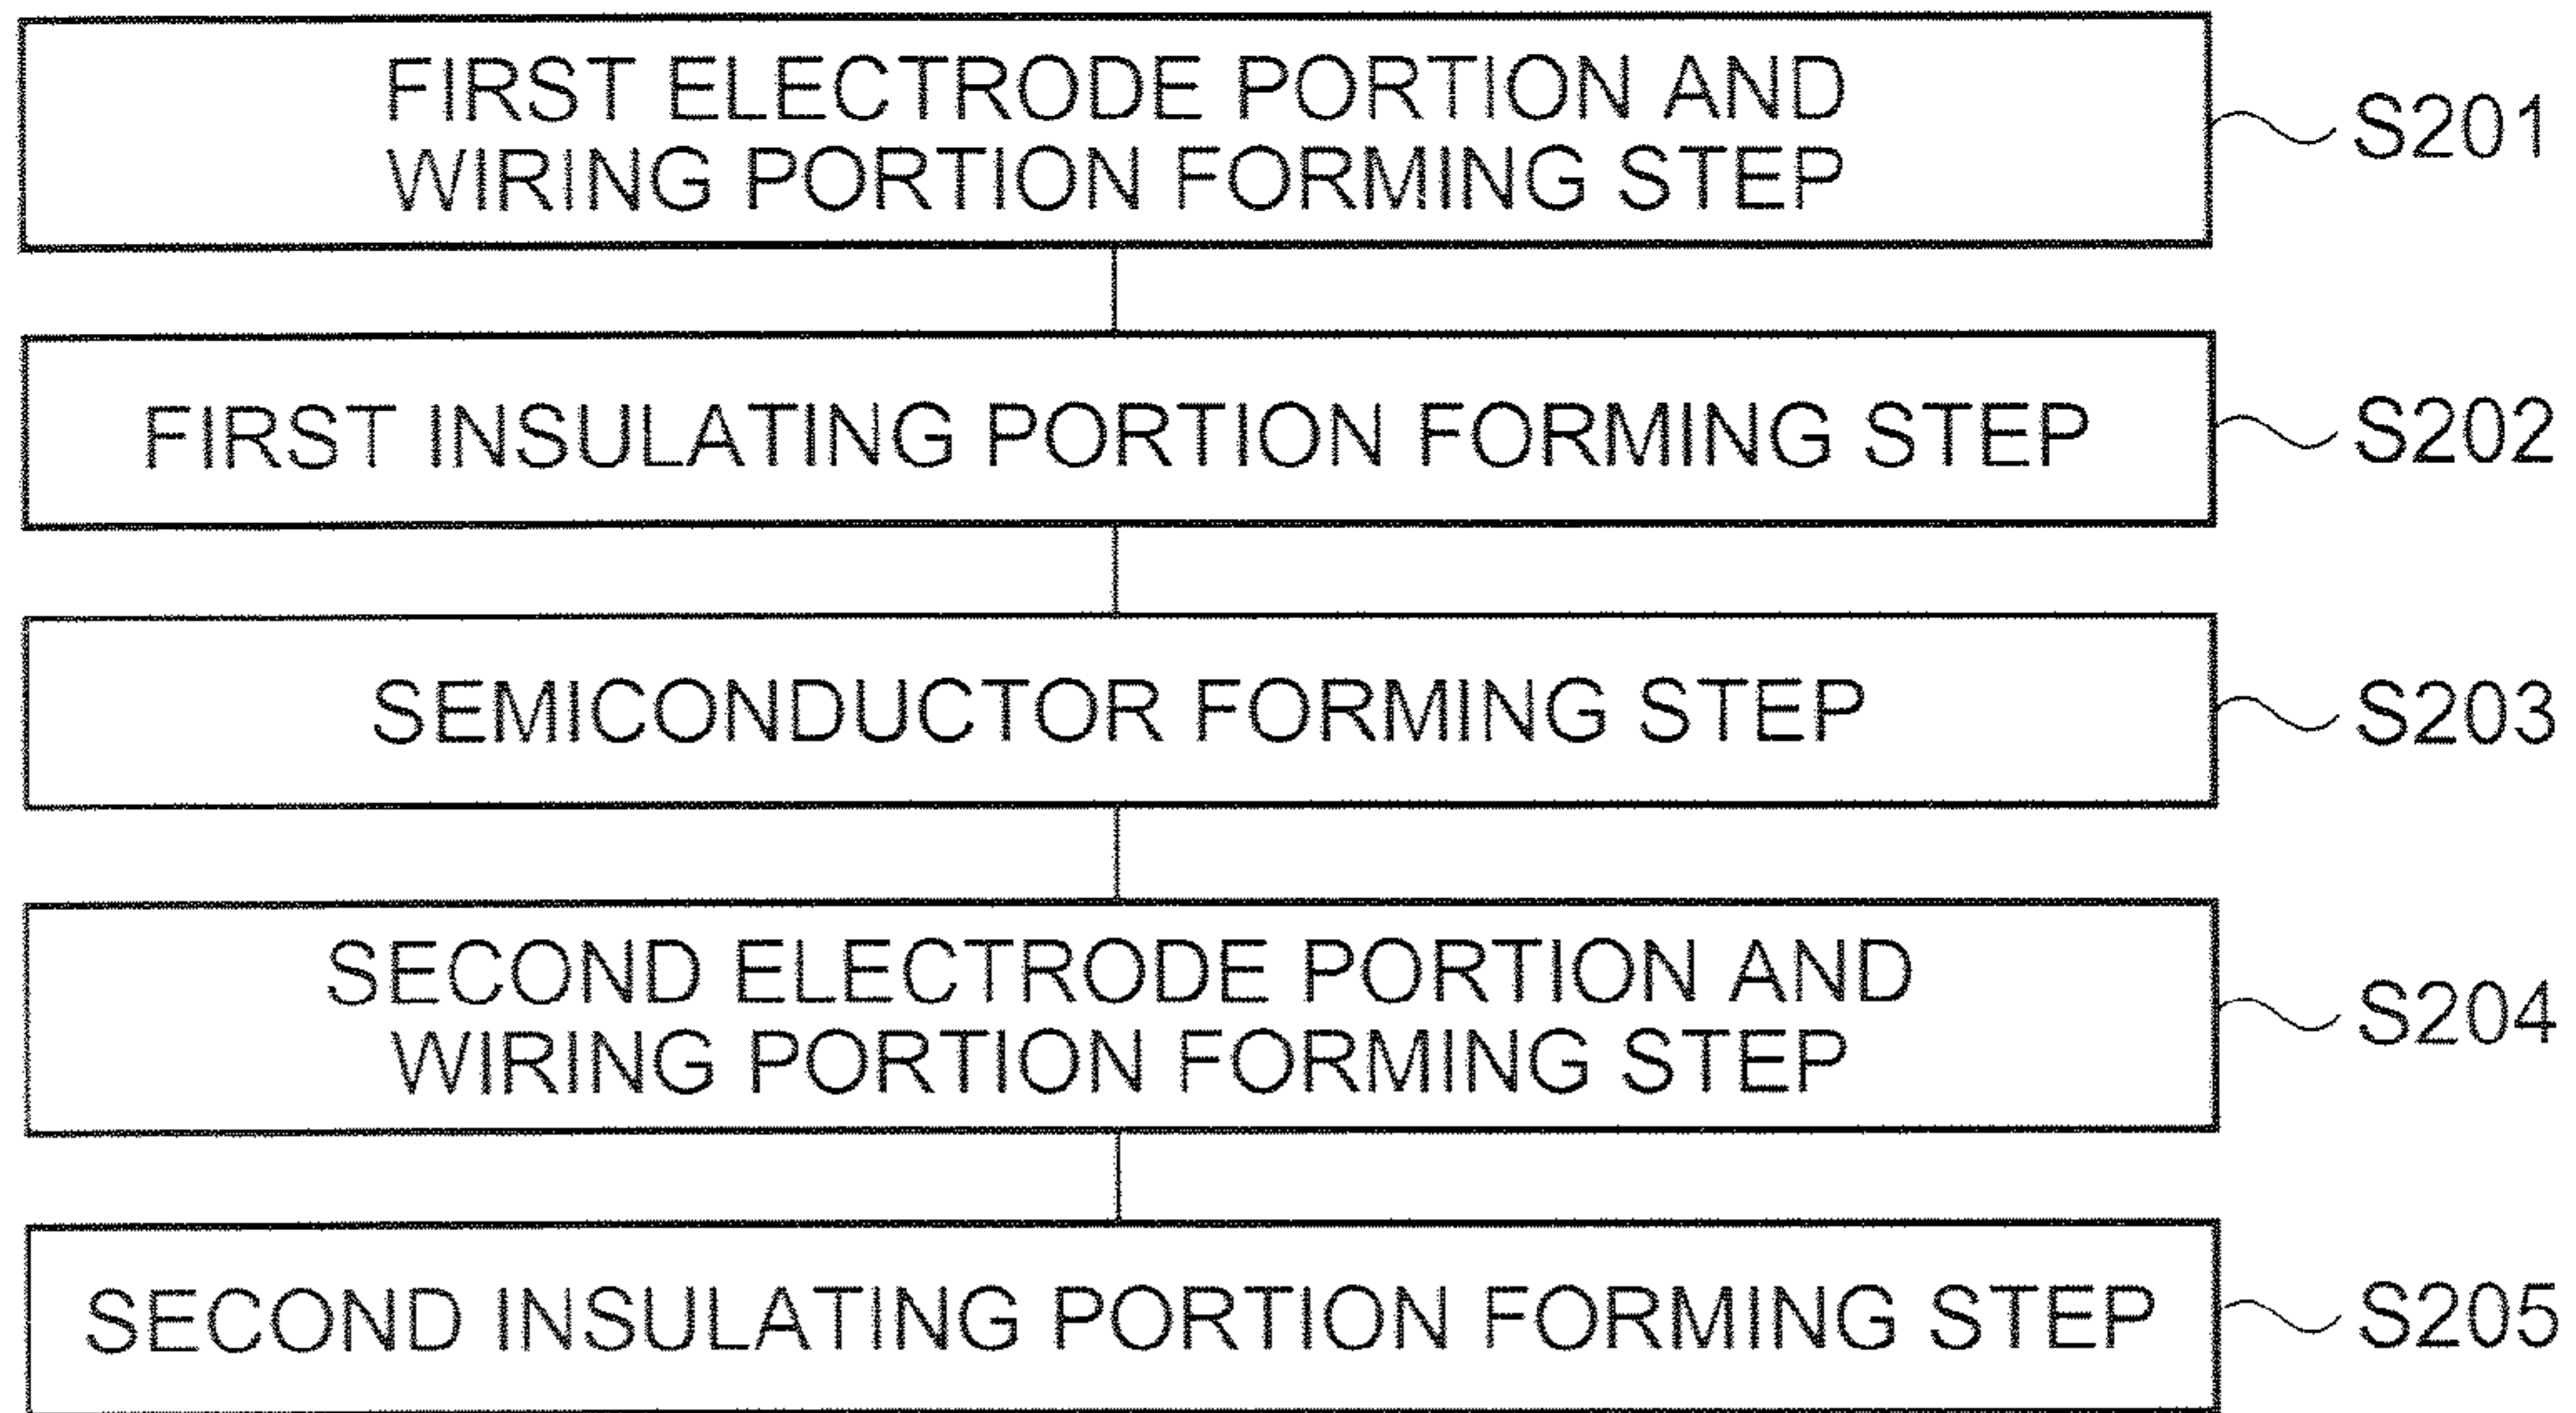 FIRST ELECTRODE PORTION AND
WIRING PORTION FORMING STEP
S201
FIRST INSULATING PORTION FORMING STEP
S202
SEMICONDUCTOR FORMING STEP
S203
SECOND ELECTRODE PORTION AND
WIRING PORTION FORMING STEP
S204
SECOND INSULATING PORTION FORMING STEP
S205